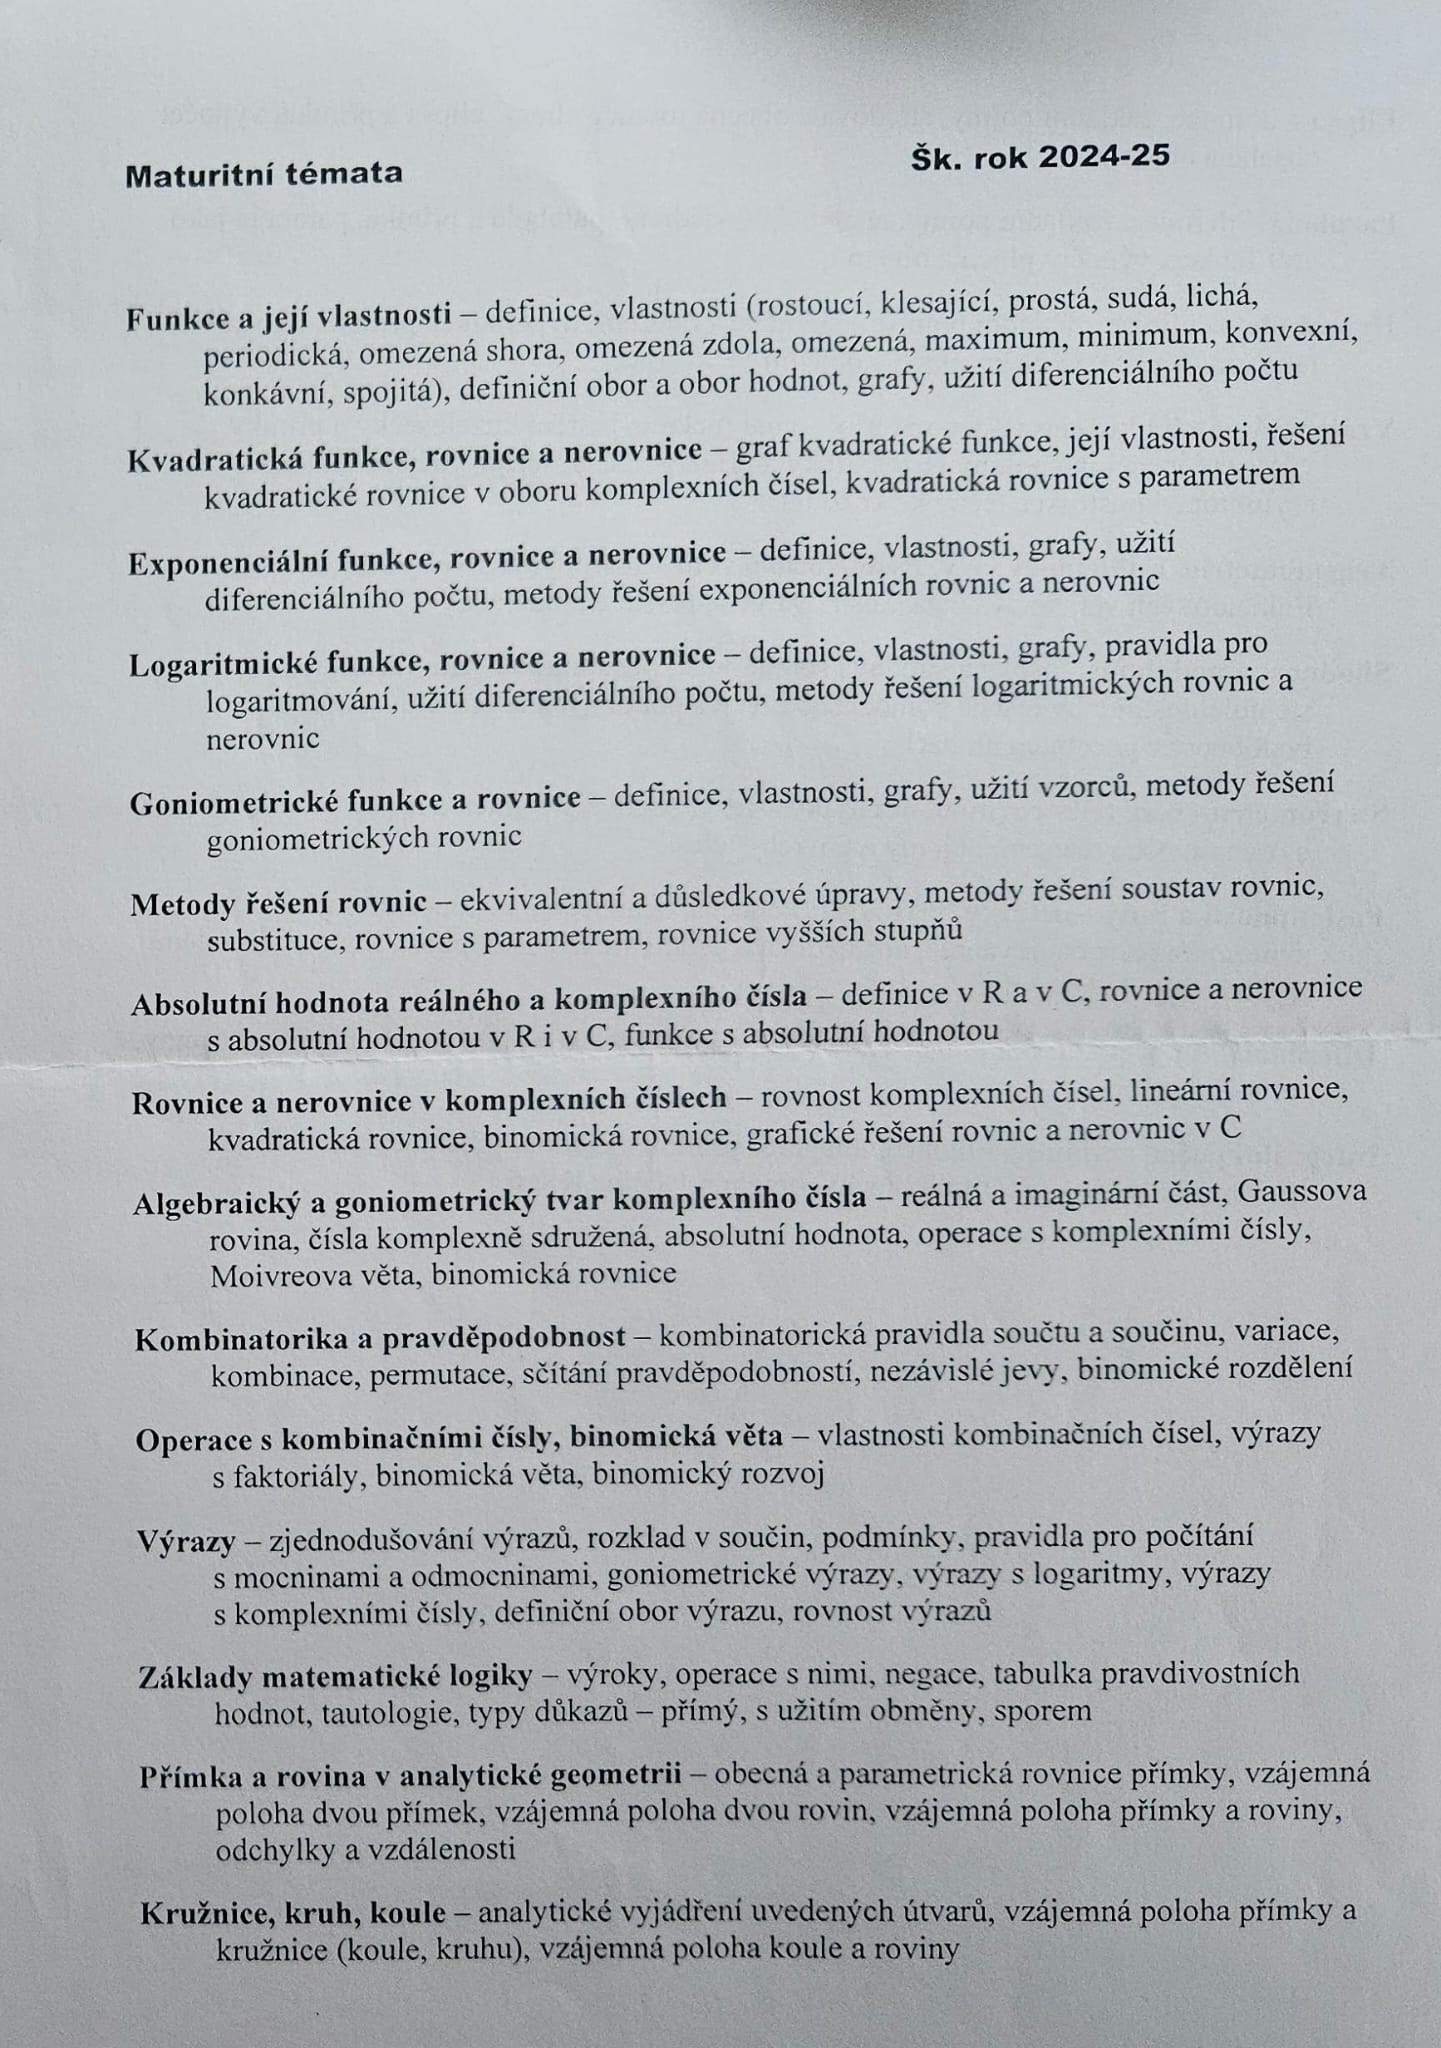 Maturitní témata
Šk. rok 2024-25
Funkce a její vlastnosti – definice, vlastnosti (rostoucí, klesající, prostá, sudá, lichá,
periodická, omezená shora, omezená zdola, omezená, maximum, minimum, konvexní,
konkávní, spojitá), definiční obor a obor hodnot, grafy, užití diferenciálního počtu
Kvadratická funkce, rovnice a nerovnice – graf kvadratické funkce, její vlastnosti, řešení
kvadratické rovnice v oboru komplexních čísel, kvadratická rovnice s parametrem
Exponenciální funkce, rovnice a nerovnice – definice, vlastnosti, grafy, užití
diferenciálního počtu, metody řešení exponenciálních rovnic a nerovnic
Logaritmické funkce, rovnice a nerovnice – definice, vlastnosti, grafy, pravidla pro
logaritmování, užití diferenciálního počtu, metody řešení logaritmických rovnic a
nerovnic
Goniometrické funkce a rovnice – definice, vlastnosti, grafy, užití vzorců, metody řešení
goniometrických rovnic
Metody řešení rovnic – ekvivalentní a důsledkové úpravy, metody řešení soustav rovnic,
substituce, rovnice s parametrem, rovnice vyšších stupňů
Absolutní hodnota reálného a komplexního čísla – definice v R a v C, rovnice a nerovnice
s absolutní hodnotou v R i v C, funkce s absolutní hodnotou
Rovnice a nerovnice v komplexních číslech – rovnost komplexních čísel, lineární rovnice,
kvadratická rovnice, binomická rovnice, grafické řešení rovnic a nerovnic v C
Algebraický a goniometrický tvar komplexního čísla – reálná a imaginární část, Gaussova
rovina, čísla komplexně sdružená, absolutní hodnota, operace s komplexními čísly,
Moivreova věta, binomická rovnice
Kombinatorika a pravděpodobnost – kombinatorická pravidla součtu a součinu, variace,
kombinace, permutace, sčítání pravděpodobností, nezávislé jevy, binomické rozdělení
Operace s kombinačními čísly, binomická věta – vlastnosti kombinačních čísel, výrazy
s faktoriály, binomická věta, binomický rozvoj
Výrazy – zjednodušování výrazů, rozklad v součin, podmínky, pravidla pro počítání
s mocninami a odmocninami, goniometrické výrazy, výrazy s logaritmy, výrazy
s komplexními čísly, definiční obor výrazu, rovnost výrazů
Základy matematické logiky – výroky, operace s nimi, negace, tabulka pravdivostních
hodnot, tautologie, typy důkazů – přímý, s užitím obměny, sporem
Přímka a rovina v analytické geometrii – obecná a parametrická rovnice přímky, vzájemná
poloha dvou přímek, vzájemná poloha dvou rovin, vzájemná poloha přímky a roviny,
odchylky a vzdálenosti
Kružnice, kruh, koule – analytické vyjádření uvedených útvarů, vzájemná poloha přímky a
kružnice (koule, kruhu), vzájemná poloha koule a roviny